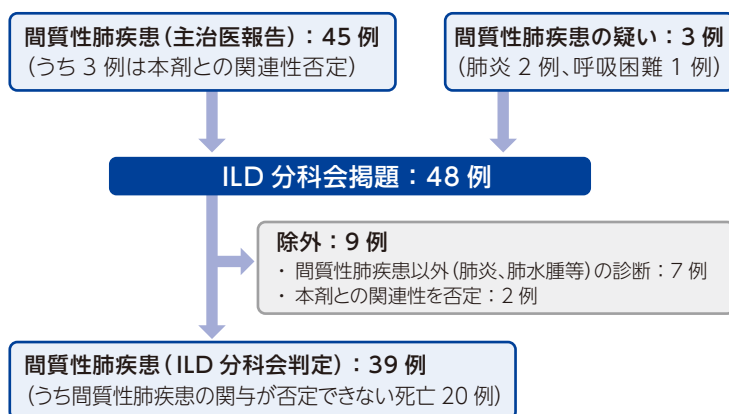 間質性肺疾患(主治医報告):45 例
(うち 3 例は本剤との関連性否定)
間質性肺疾患の疑い:3 例
(肺炎 2 例、呼吸困難 1 例)
ILD 分科会掲題:48 例
除外:9 例
・ 間質性肺疾患以外(肺炎、肺水腫等)の診断:7 例
・ 本剤との関連性を否定:2 例
間質性肺疾患(ILD 分科会判定):39 例
(うち間質性肺疾患の関与が否定できない死亡 20 例)